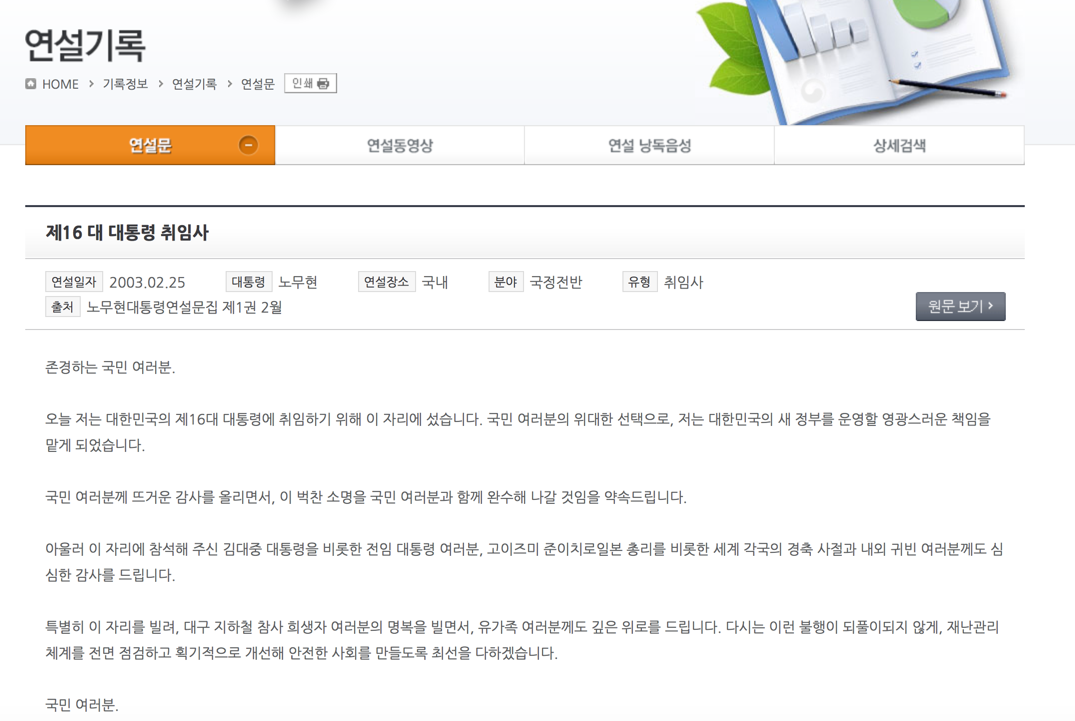 연설기록
HOME > 기록정보 > 연설기록 > 연설문 인쇄
연설문 연설동영상 연설 낭독음성 상세검색
제16 대 대통령 취임사
연설일자 2003.02.25 대통령 노무현 연설장소 국내 분야 국정전반 유형 취임사
출처 노무현대통령연설문집 제1권 2월
원문 보기 >
존경하는 국민 여러분.
오늘 저는 대한민국의 제16대 대통령에 취임하기 위해 이 자리에 섰습니다. 국민 여러분의 위대한 선택으로, 저는 대한민국의 새 정부를 운영할 영광스러운 책임을
맡게 되었습니다.
국민 여러분께 뜨거운 감사를 올리면서, 이 벅찬 소명을 국민 여러분과 함께 완수해 나갈 것임을 약속드립니다.
아울러 이 자리에 참석해 주신 김대중 대통령을 비롯한 전임 대통령 여러분, 고이즈미 준이치로일본 총리를 비롯한 세계 각국의 경축 사절과 내외 귀빈 여러분께도 심
심한 감사를 드립니다.
특별히 이 자리를 빌려, 대구 지하철 참사 희생자 여러분의 명복을 빌면서, 유가족 여러분께도 깊은 위로를 드립니다. 다시는 이런 불행이 되풀이되지 않게, 재난관리
체계를 전면 점검하고 획기적으로 개선해 안전한 사회를 만들도록 최선을 다하겠습니다.
국민 여러분.